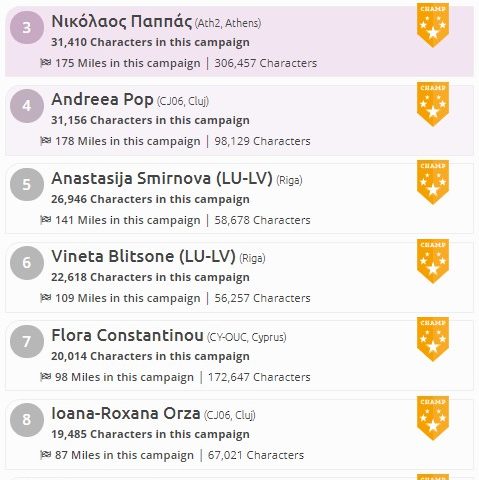 3 Νικόλαος Παππάς (Ath2, Athens) CHAMP
31,410 Characters in this campaign
175 Miles in this campaign | 306,457 Characters
4 Andreea Pop (CJ06, Cluj) CHAMP
31,156 Characters in this campaign
178 Miles in this campaign | 98,129 Characters
5 Anastasija Smirnova (LU-LV) (Riga) CHAMP
26,946 Characters in this campaign
141 Miles in this campaign | 58,678 Characters
6 Vineta Blitsone (LU-LV) (Riga) CHAMP
22,618 Characters in this campaign
109 Miles in this campaign | 56,257 Characters
7 Flora Constantinou (CY-OUC, Cyprus) CHAMP
20,014 Characters in this campaign
98 Miles in this campaign | 172,647 Characters
8 Ioana-Roxana Orza (CJ06, Cluj) CHAMP
19,485 Characters in this campaign
87 Miles in this campaign | 67,021 Characters